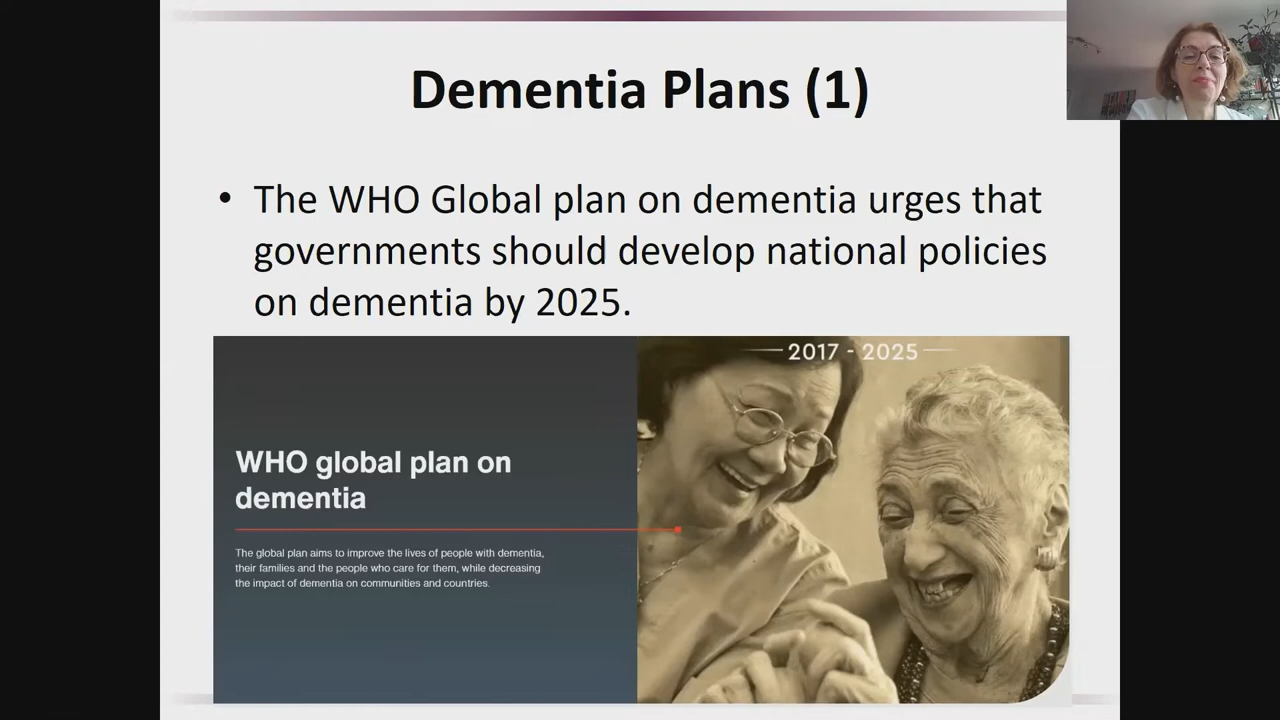 Dementia Plans (1)
• The WHO Global plan on dementia urges that
governments should develop national policies
on dementia by 2025.
2017 - 2025
WHO global plan on
dementia
The global plan aims to improve the lives of people with dementia,
their families and the people who care for them, while decreasing
the impact of dementia on communities and countries.